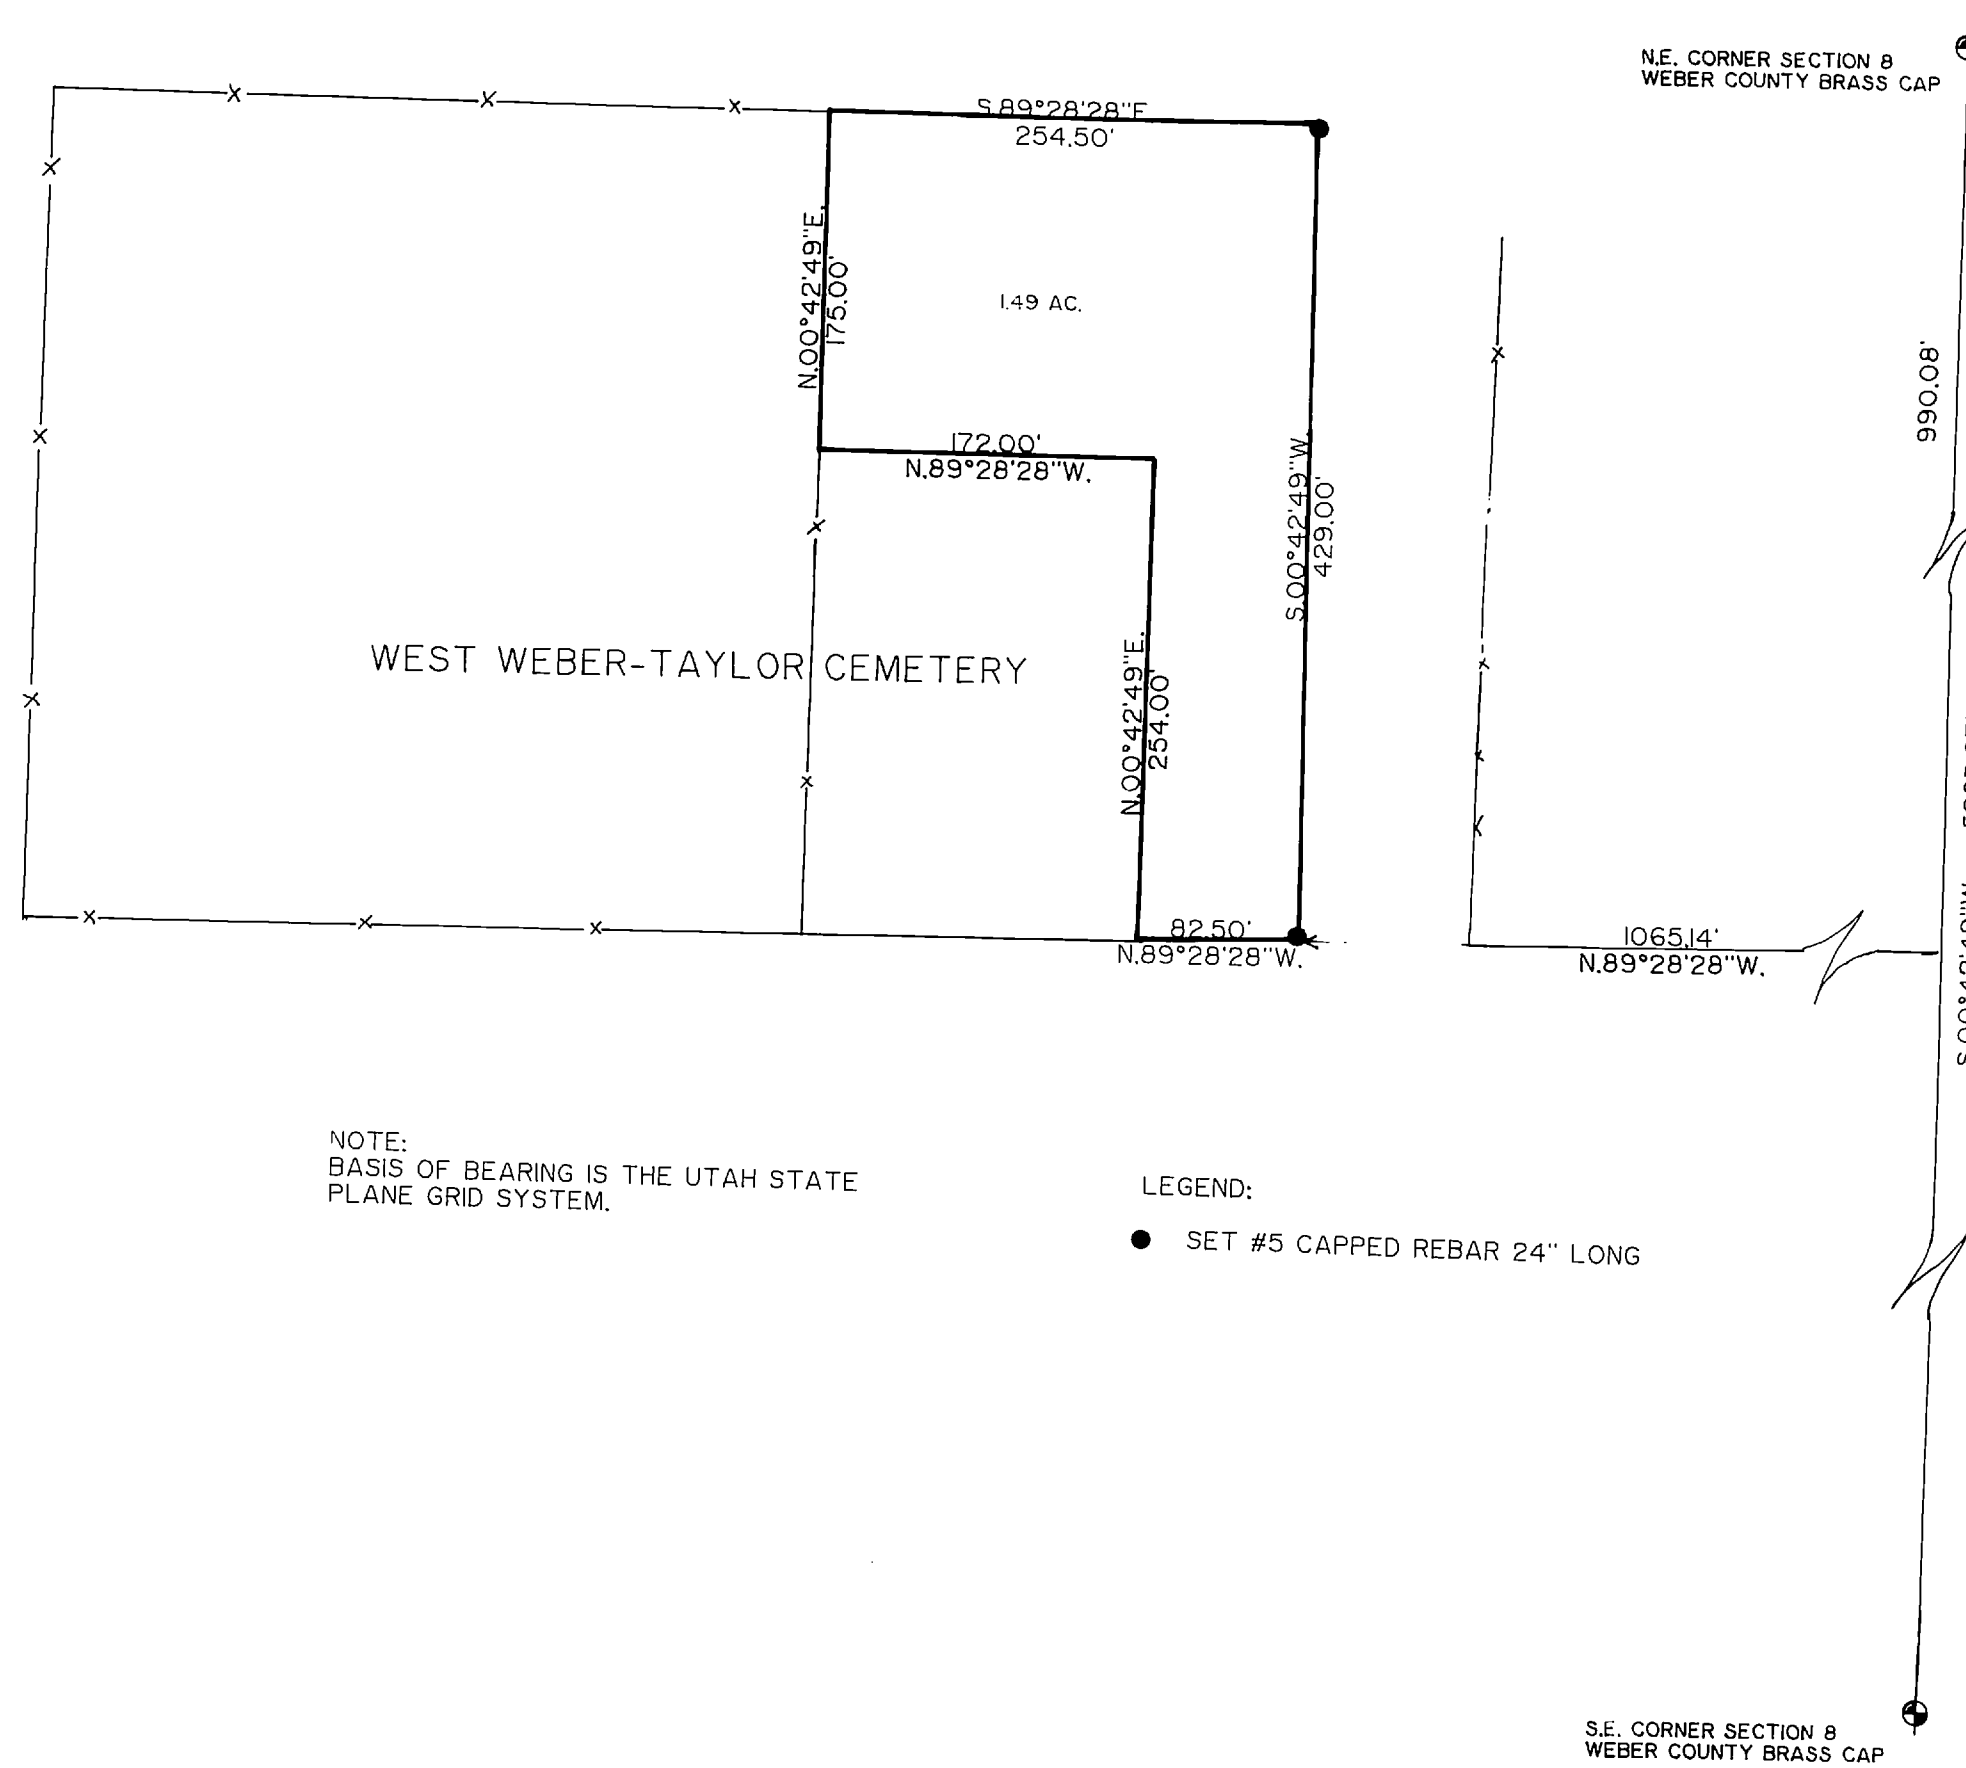 N.E. CORNER SECTION 8
WEBER COUNTY BRASS CAP
S.89°28'28"E
254.50'
N.00°42'49"E.
175.00'
1.49 AC.
990.08'
172.00'
N.89°28'28"W.
S.00°42'49"W.
429.00'
WEST WEBER-TAYLOR CEMETERY
N.00°42'49"E.
254.00'
82.50'
N.89°28'28"W.
1065.14'
N.89°28'28"W.
NOTE:
BASIS OF BEARING IS THE UTAH STATE
PLANE GRID SYSTEM.
LEGEND:
SET #5 CAPPED REBAR 24" LONG
S.E. CORNER SECTION 8
WEBER COUNTY BRASS CAP